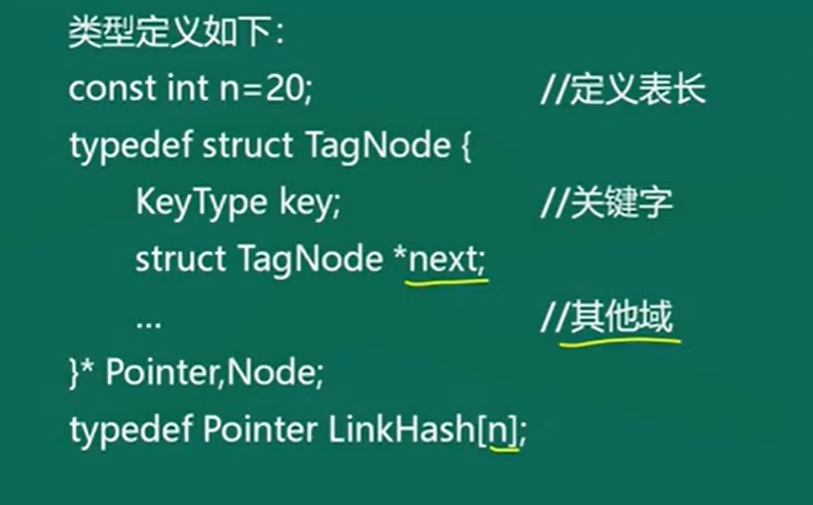 类型定义如下：
const int n=20; //定义表长
typedef struct TagNode {
KeyType key; //关键字
struct TagNode *next;
... //其他域
}* Pointer,Node;
typedef Pointer LinkHash[n];